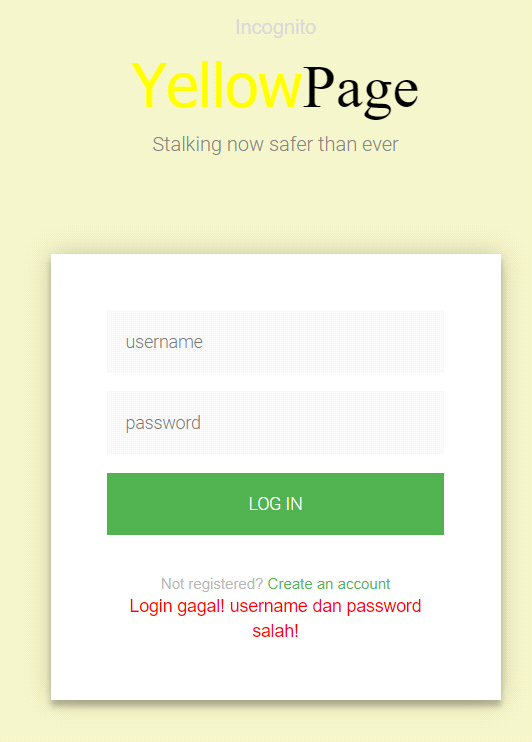 Incognito
YellowPage
Stalking now safer than ever
username
password
LOG IN
Not registered? Create an account
Login gagal! username dan password
salah!